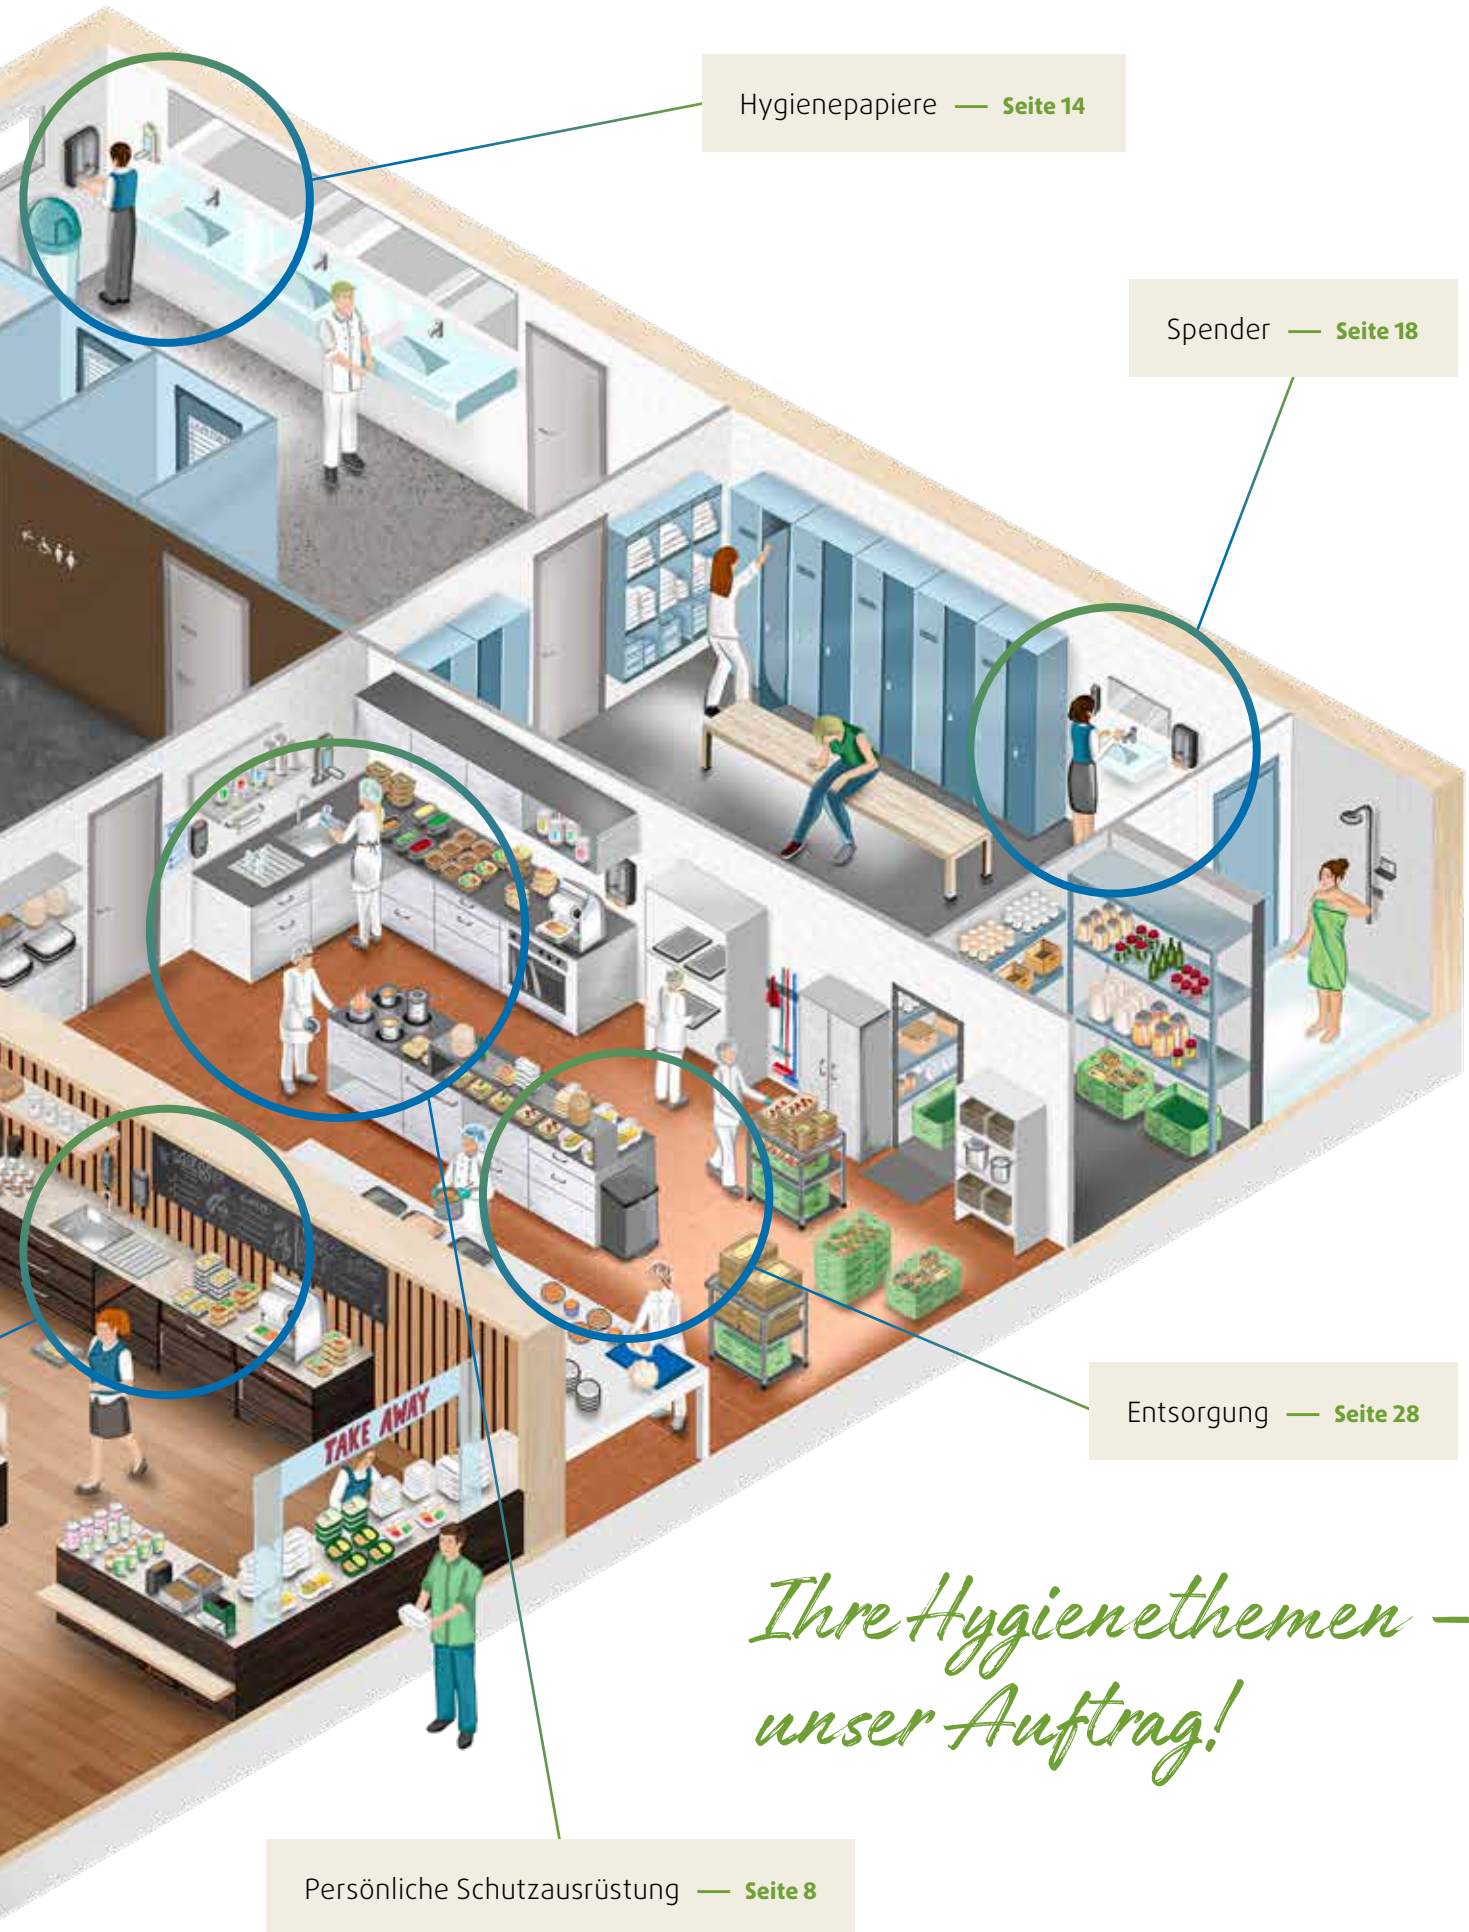 Hygienepapiere — Seite 14
Spender — Seite 18
TAKE AWAY
Entsorgung — Seite 28
Ihre Hygienethemen –
unser Auftrag!
Persönliche Schutzausrüstung — Seite 8